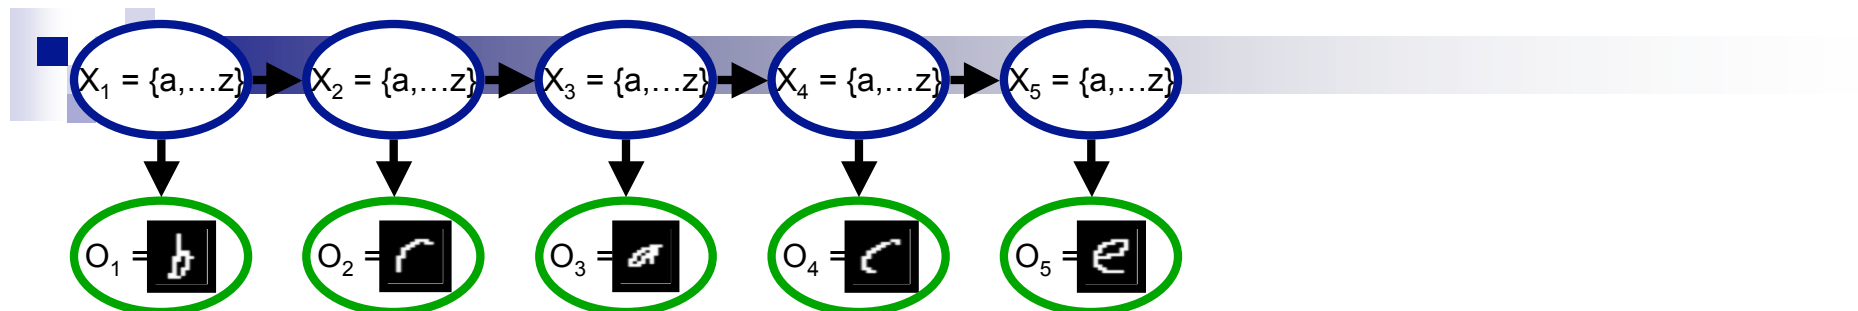 X₁ = {a,…z} X₂ = {a,…z} X₃ = {a,…z} X₄ = {a,…z} X₅ = {a,…z}
O₁ = b O₂ = r O₃ = a O₄ = c O₅ = e